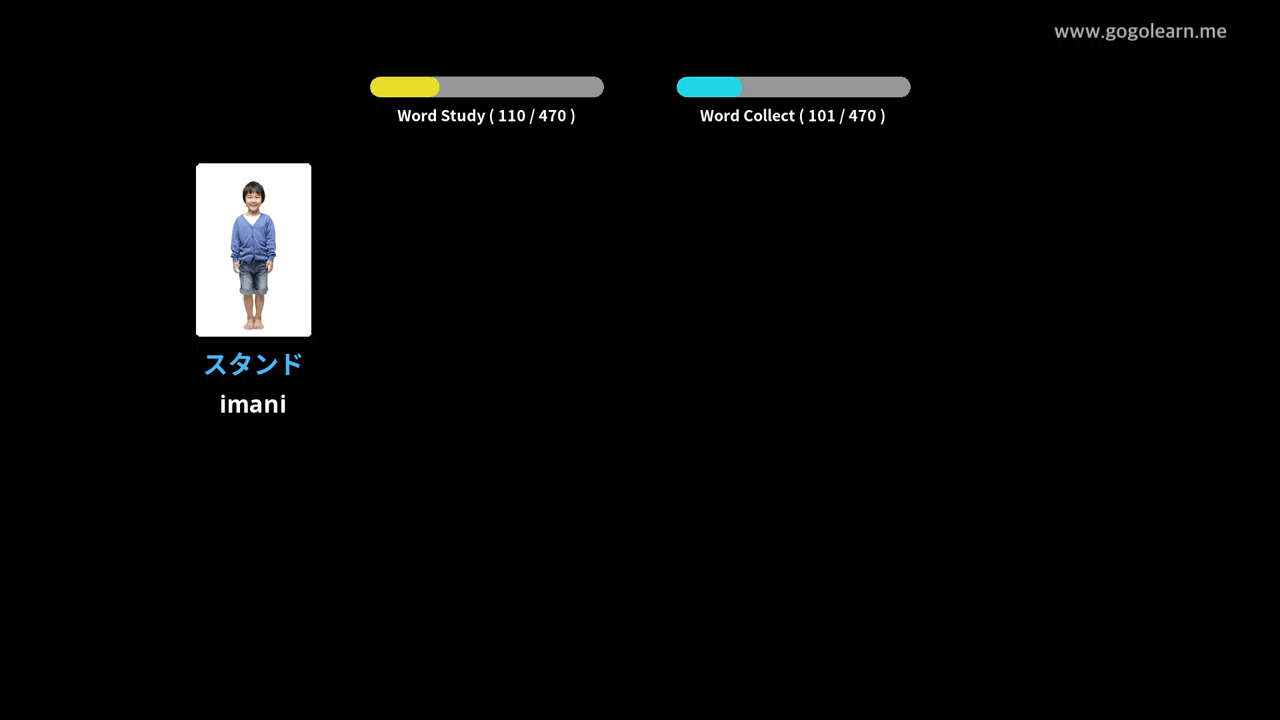 www.gogolearn.me
Word Study ( 110 / 470 )
Word Collect ( 101 / 470 )
スタンド
imani